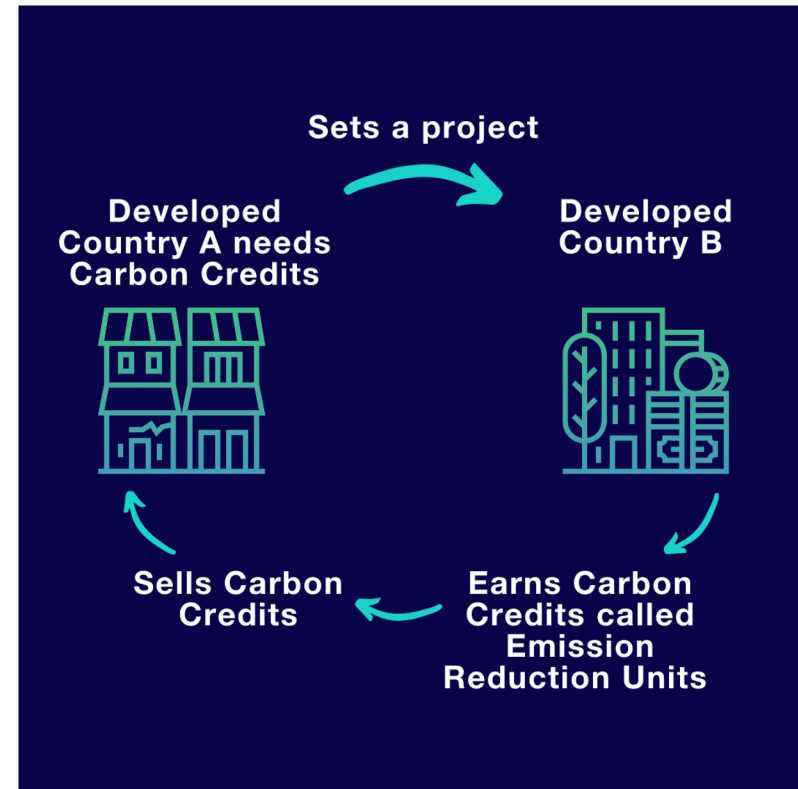 Sets a project
Developed
Country A needs
Carbon Credits
Developed
Country B
Earns Carbon
Credits called
Emission
Reduction Units
Sells Carbon
Credits